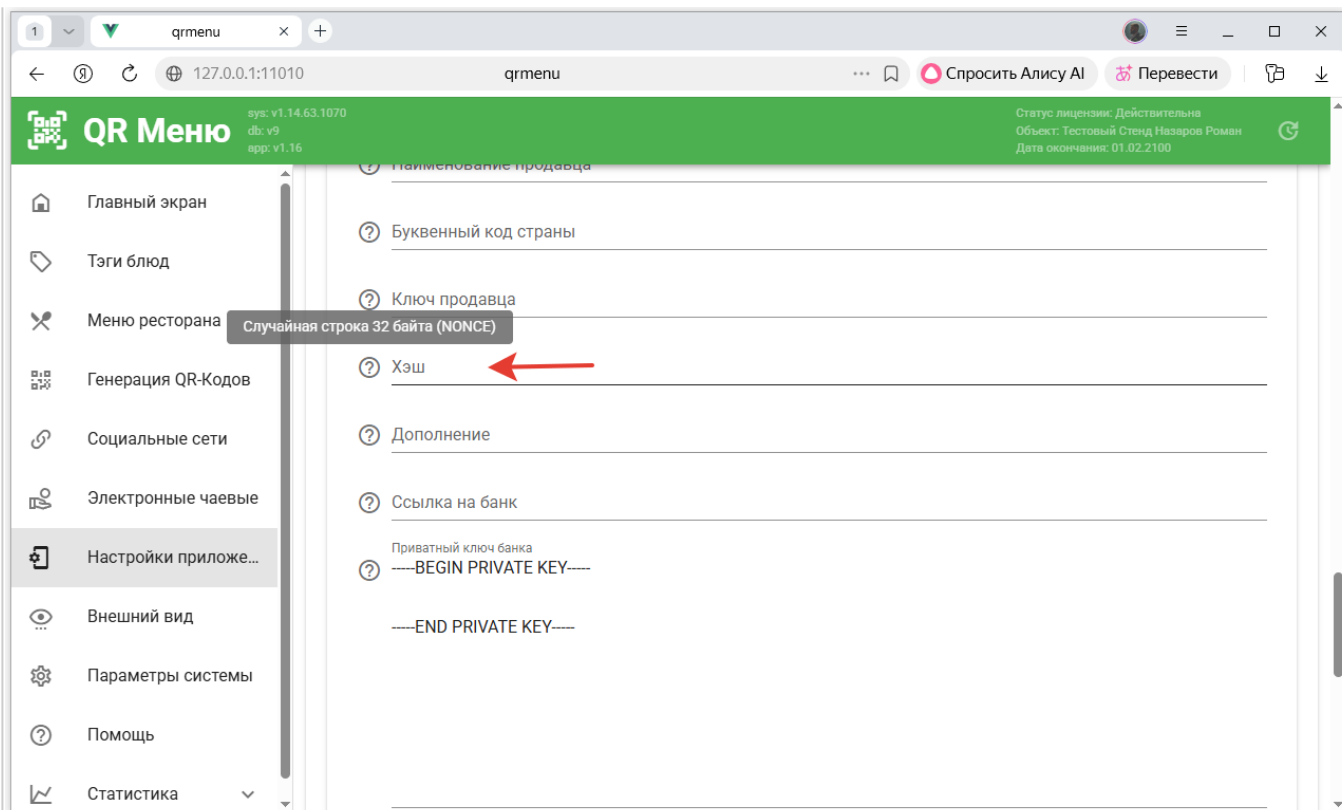 1
qrmenu
127.0.0.1:11010
qrmenu
Спросить Алису AI
Перевести
QR Меню
sys: v1.14.63.1070
db: v9
app: v1.16
Статус лицензии: Действительна
Объект: Тестовый Стенд Назаров Роман
Дата окончания: 01.02.2100
Главный экран
Тэги блюд
Меню ресторана
Генерация QR-Кодов
Социальные сети
Электронные чаевые
Настройки приложе...
Внешний вид
Параметры системы
Помощь
Статистика
Наименование продавца
Буквенный код страны
Ключ продавца
Случайная строка 32 байта (NONCE)
Хэш
Дополнение
Ссылка на банк
Приватный ключ банка
-----BEGIN PRIVATE KEY-----
-----END PRIVATE KEY-----